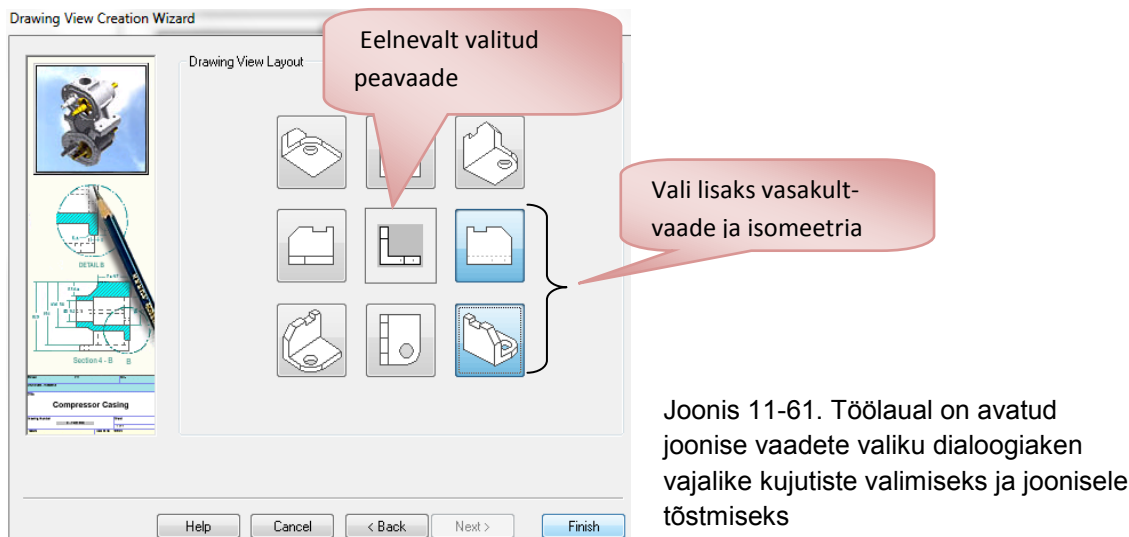 Drawing View Creation Wizard
Eelnevalt valitud
peavaade
Drawing View Layout
Vali lisaks vasakult-
vaade ja isomeetria
DETAIL B
Section 4 - B B
Compressor Casing
Joonis 11-61. Töölaual on avatud
joonise vaadete valiku dialoogiaken
vajalike kujutiste valimiseks ja joonisele
tõstmiseks
Help Cancel < Back Next > Finish